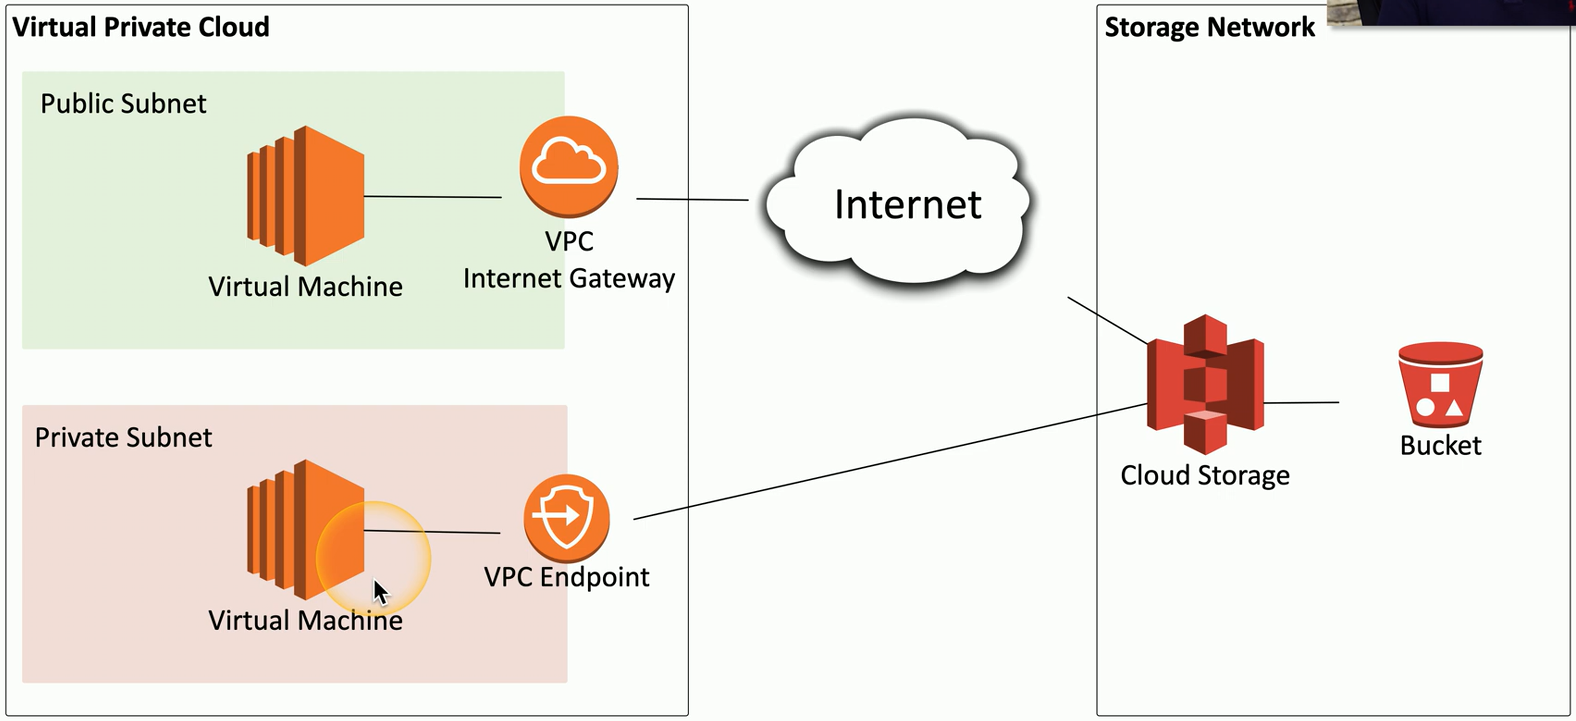 Virtual Private Cloud
Storage Network
Public Subnet
Virtual Machine
VPC
Internet Gateway
Internet
Private Subnet
Virtual Machine
VPC Endpoint
Cloud Storage
Bucket